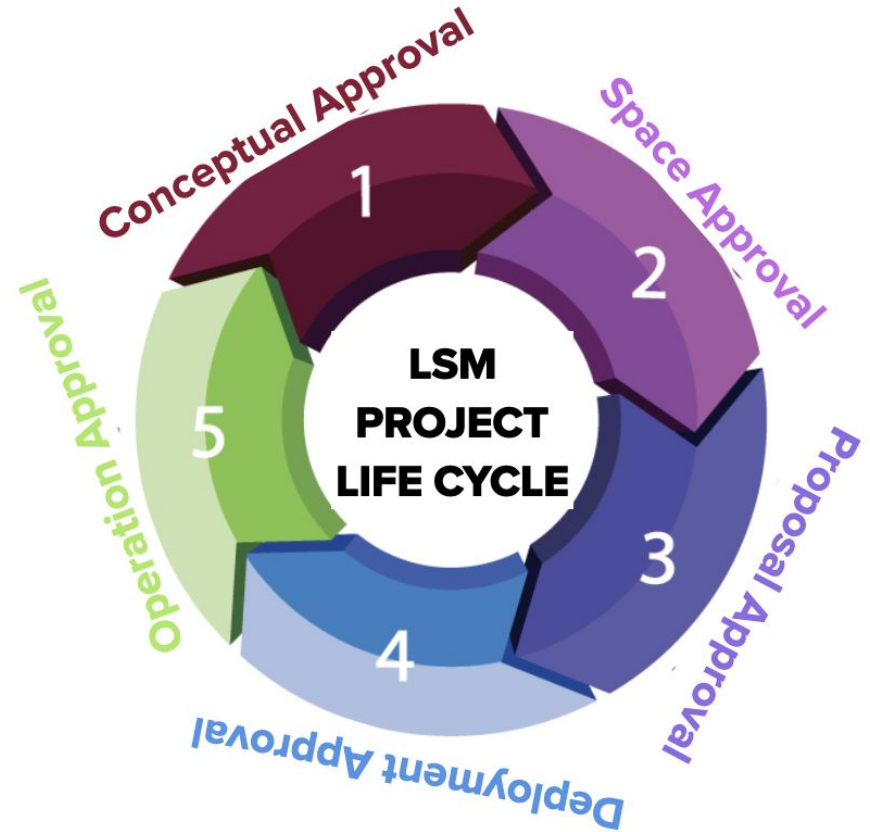 Conceptual Approval
1
Space Approval
2
Proposal Approval
3
Deployment Approval
4
Operation Approval
5
LSM
PROJECT
LIFE CYCLE